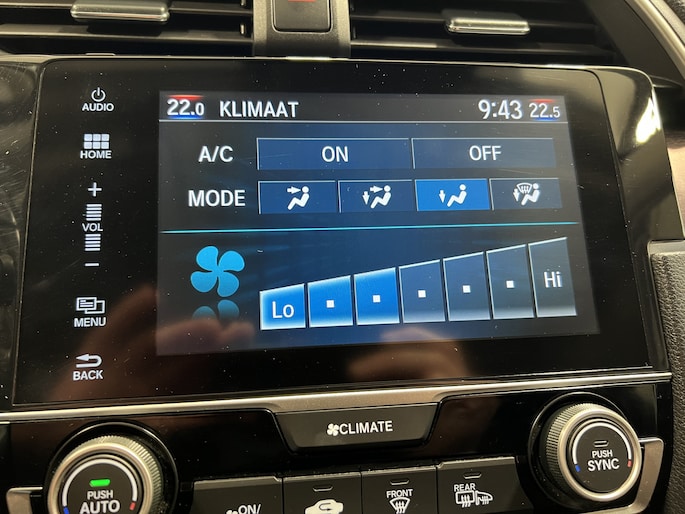 AUDIO
22.0 KLIMAAT 9:43 22.5
HOME
A/C ON OFF
MODE
+
VOL
−
Lo Hi
MENU
BACK
CLIMATE
PUSH
AUTO
ON/
FRONT
REAR
PUSH
SYNC